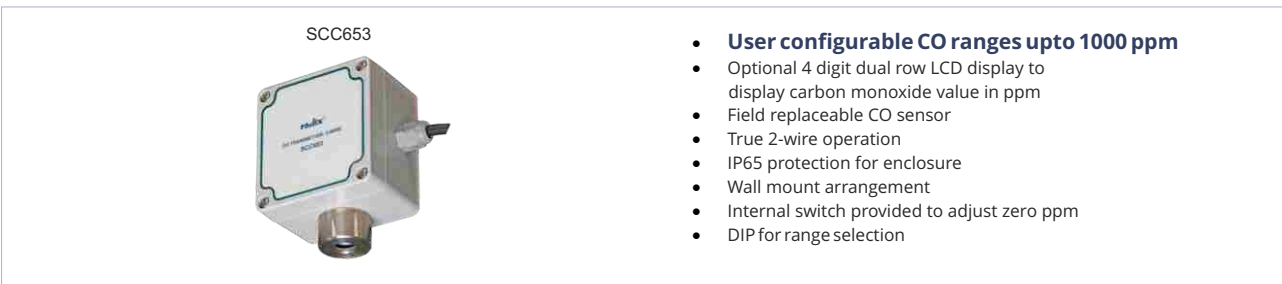 SCC653
• User configurable CO ranges upto 1000 ppm
• Optional 4 digit dual row LCD display to
display carbon monoxide value in ppm
• Field replaceable CO sensor
• True 2-wire operation
• IP65 protection for enclosure
• Wall mount arrangement
• Internal switch provided to adjust zero ppm
• DIP for range selection
SCC653